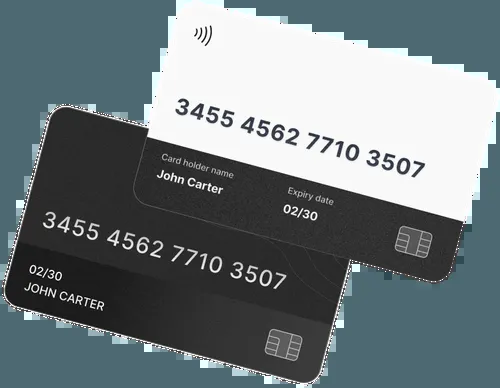 3455 4562 7710 3507
Card holder name
John Carter
Expiry date
02/30
3455 4562 7710 3507
02/30
JOHN CARTER